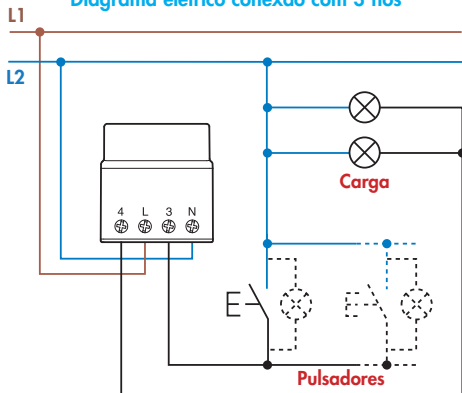 Diagrama elétrico conexão com 3 fios
L1
L2
4 L 3 N
Carga
Pulsadores